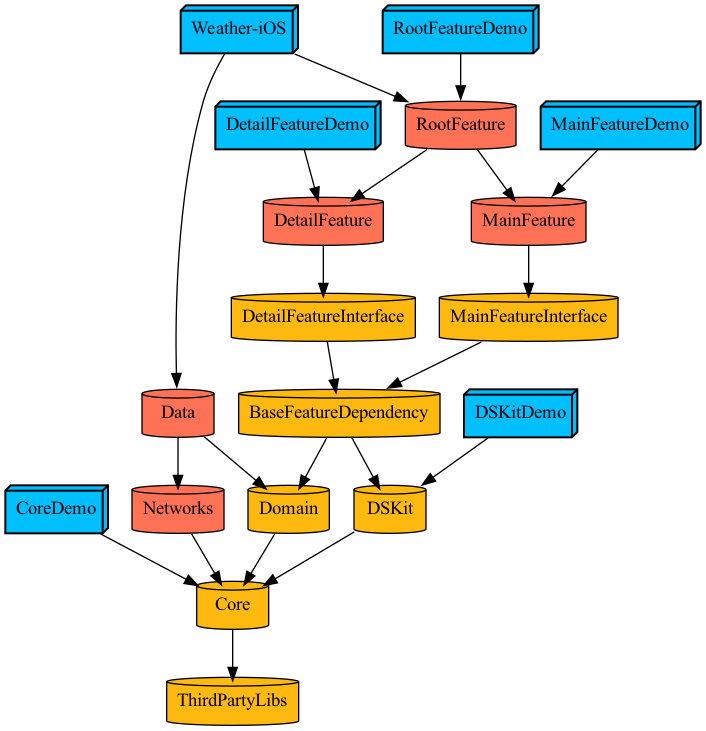 Weather-iOS
RootFeatureDemo
DetailFeatureDemo
RootFeature
MainFeatureDemo
DetailFeature
MainFeature
DetailFeatureInterface
MainFeatureInterface
Data
BaseFeatureDependency
DSKitDemo
CoreDemo
Networks
Domain
DSKit
Core
ThirdPartyLibs